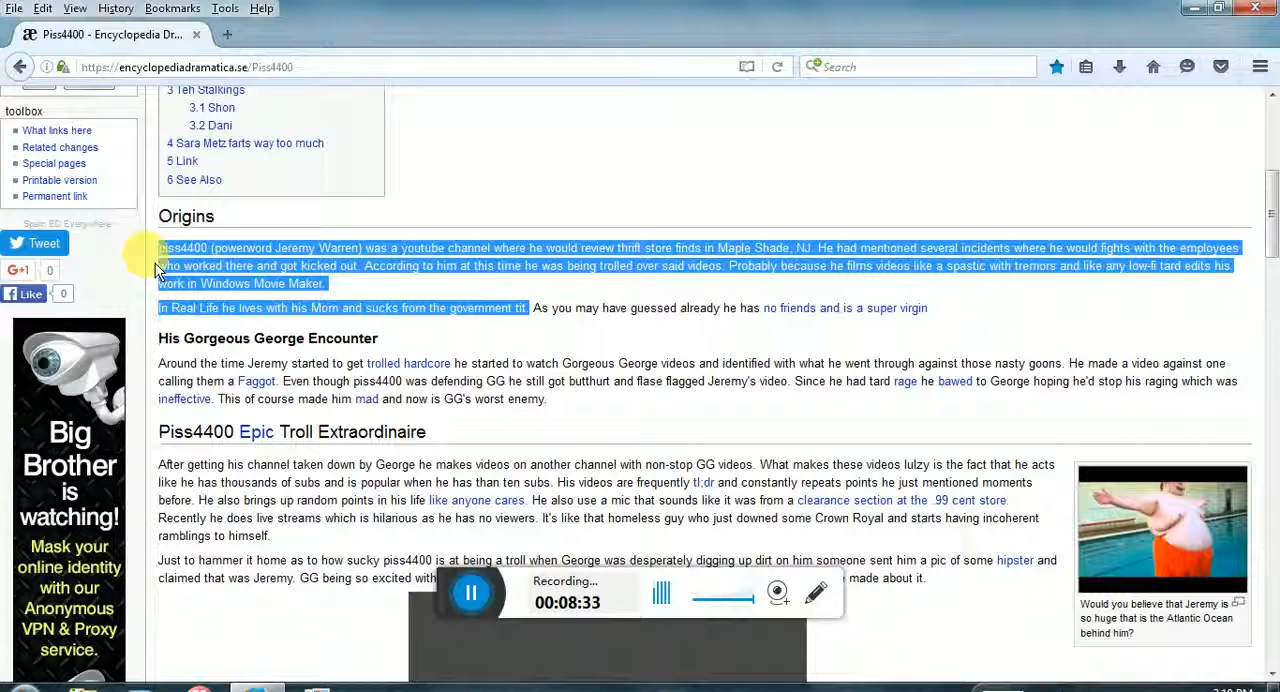 File Edit View History Bookmarks Tools Help
æ Piss4400 - Encyclopedia Dr... × +
https://encyclopediadramatica.se/Piss4400
Search
toolbox
What links here
Related changes
Special pages
Printable version
Permanent link
Spam ED Everywhere
Tweet
G+1 0
Like 0
Big
Brother
is
watching!
Mask your
online identity
with our
Anonymous
VPN & Proxy
service.
3 Teh Stalkings
3.1 Shon
3.2 Dani
4 Sara Metz farts way too much
5 Link
6 See Also
Origins
piss4400 (powerword Jeremy Warren) was a youtube channel where he would review thrift store finds in Maple Shade, NJ. He had mentioned several incidents where he would fights with the employees
who worked there and got kicked out. According to him at this time he was being trolled over said videos. Probably because he films videos like a spastic with tremors and like any low-fi tard edits his
work in Windows Movie Maker.
In Real Life he lives with his Mom and sucks from the government tit. As you may have guessed already he has no friends and is a super virgin
His Gorgeous George Encounter
Around the time Jeremy started to get trolled hardcore he started to watch Gorgeous George videos and identified with what he went through against those nasty goons. He made a video against one
calling them a Faggot. Even though piss4400 was defending GG he still got butthurt and flase flagged Jeremy's video. Since he had tard rage he bawed to George hoping he'd stop his raging which was
ineffective. This of course made him mad and now is GG's worst enemy.
Piss4400 Epic Troll Extraordinaire
After getting his channel taken down by George he makes videos on another channel with non-stop GG videos. What makes these videos lulzy is the fact that he acts
like he has thousands of subs and is popular when he has than ten subs. His videos are frequently tl;dr and constantly repeats points he just mentioned moments
before. He also brings up random points in his life like anyone cares. He also use a mic that sounds like it was from a clearance section at the .99 cent store.
Recently he does live streams which is hilarious as he has no viewers. It's like that homeless guy who just downed some Crown Royal and starts having incoherent
ramblings to himself.
Just to hammer it home as to how sucky piss4400 is at being a troll when George was desperately digging up dirt on him someone sent him a pic of some hipster and
claimed that was Jeremy. GG being so excited with made about it.
Would you believe that Jeremy is
so huge that is the Atlantic Ocean
behind him?
Recording...
00:08:33